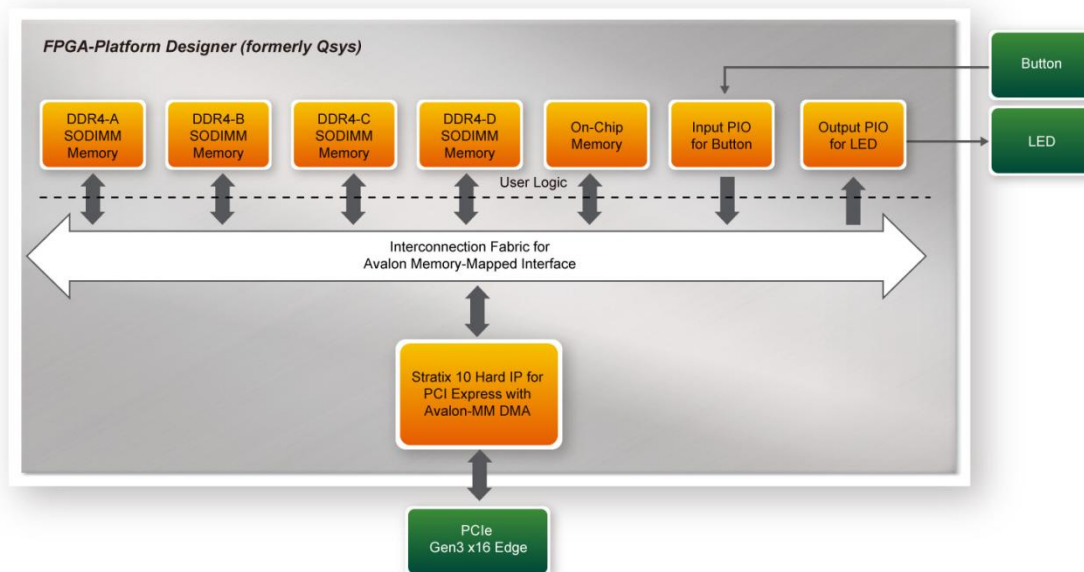 FPGA-Platform Designer (formerly Qsys)
Button
DDR4-A
SODIMM
Memory
DDR4-B
SODIMM
Memory
DDR4-C
SODIMM
Memory
DDR4-D
SODIMM
Memory
On-Chip
Memory
Input PIO
for Button
Output PIO
for LED
LED
User Logic
Interconnection Fabric for
Avalon Memory-Mapped Interface
Stratix 10 Hard IP for
PCI Express with
Avalon-MM DMA
PCIe
Gen3 x16 Edge